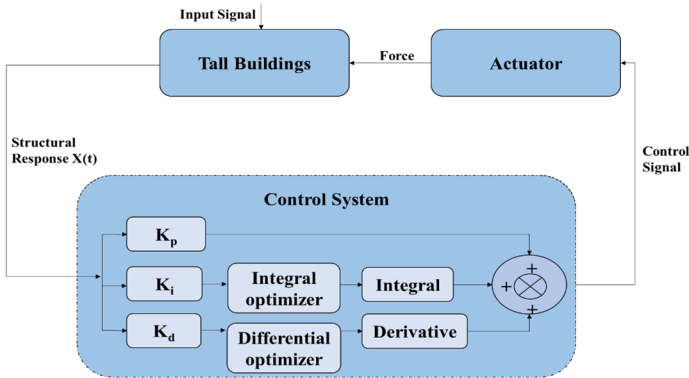 Input Signal
Tall Buildings
Force
Actuator
Structural
Response X(t)
Control
Signal
Control System
Kp
Ki
Integral
optimizer
Integral
Kd
Differential
optimizer
Derivative
+
+
+